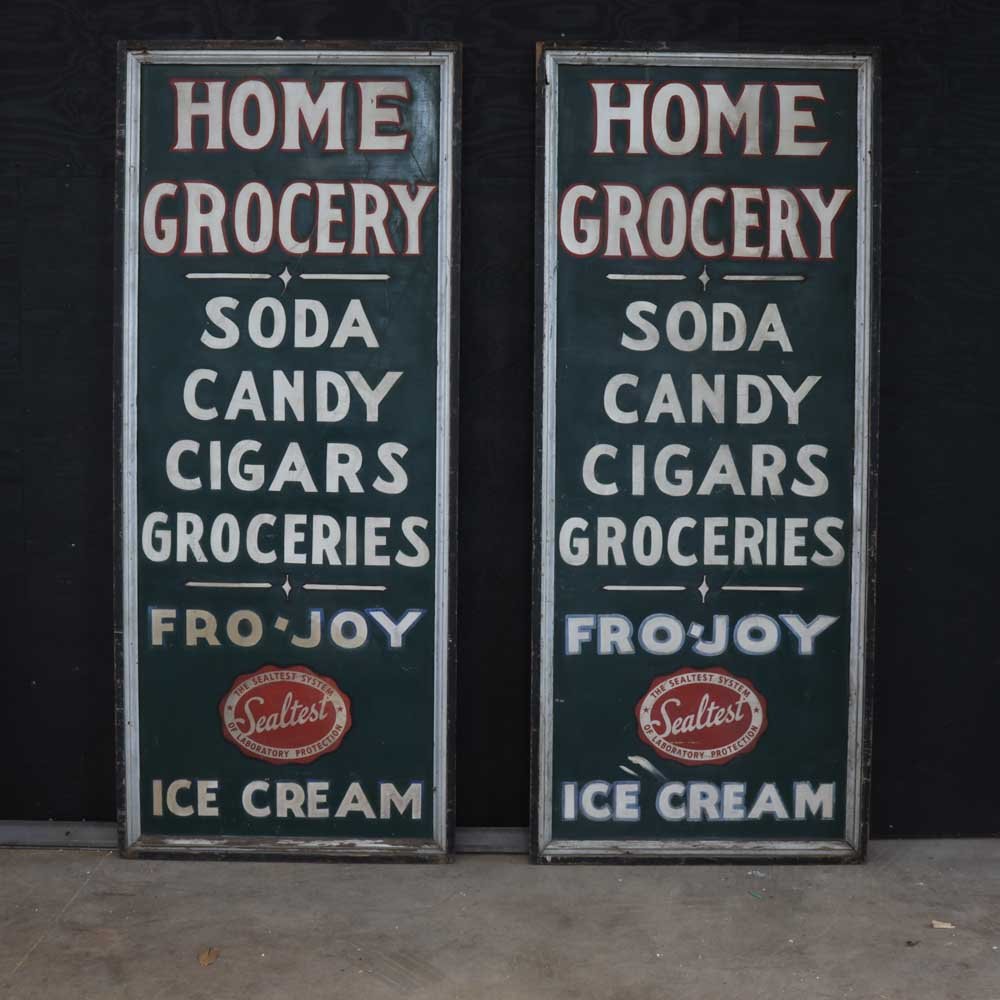 HOME
GROCERY
SODA
CANDY
CIGARS
GROCERIES
FRO·JOY
THE SEALTEST SYSTEM
Sealtest
OF LABORATORY PROTECTION
ICE CREAM
HOME
GROCERY
SODA
CANDY
CIGARS
GROCERIES
FRO·JOY
THE SEALTEST SYSTEM
Sealtest
OF LABORATORY PROTECTION
ICE CREAM